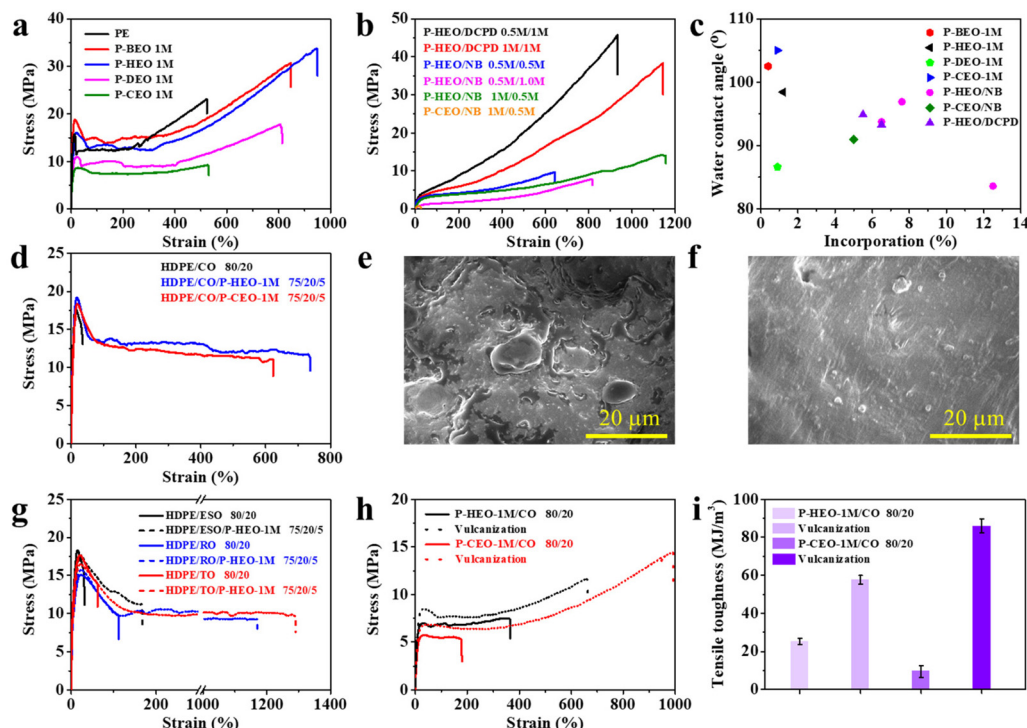 a
PE
P-BEO 1M
P-HEO 1M
P-DEO 1M
P-CEO 1M
Stress (MPa)
40
30
20
10
0
0 200 400 600 800 1000
Strain (%)
b
P-HEO/DCPD 0.5M/1M
P-HEO/DCPD 1M/1M
P-HEO/NB 0.5M/0.5M
P-HEO/NB 0.5M/1.0M
P-HEO/NB 1M/0.5M
P-CEO/NB 1M/0.5M
Stress (MPa)
50
40
30
20
10
0
0 200 400 600 800 1000 1200
Strain (%)
c
P-BEO-1M
P-HEO-1M
P-DEO-1M
P-CEO-1M
P-HEO/NB
P-CEO/NB
P-HEO/DCPD
Water contact angle (°)
100
90
80
0 2 4 6 8 10 12 14
Incorporation (%)
d
HDPE/CO 80/20
HDPE/CO/P-HEO-1M 75/20/5
HDPE/CO/P-CEO-1M 75/20/5
Stress (MPa)
25
20
15
10
5
0
0 200 400 600 800
Strain (%)
e
20 µm
f
20 µm
g
HDPE/ESO 80/20
HDPE/ESO/P-HEO-1M 75/20/5
HDPE/RO 80/20
HDPE/RO/P-HEO-1M 75/20/5
HDPE/TO 80/20
HDPE/TO/P-HEO-1M 75/20/5
Stress (MPa)
25
20
15
10
5
0
0 100 200 400 600 800 1000
Strain (%)
h
P-HEO-1M/CO 80/20
Vulcanization
P-CEO-1M/CO 80/20
Vulcanization
Stress (MPa)
20
15
10
5
0
0 200 400 600 800 1000
Strain (%)
i
P-HEO-1M/CO 80/20
Vulcanization
P-CEO-1M/CO 80/20
Vulcanization
Tensile toughness (MJ/m³)
100
80
60
40
20
0